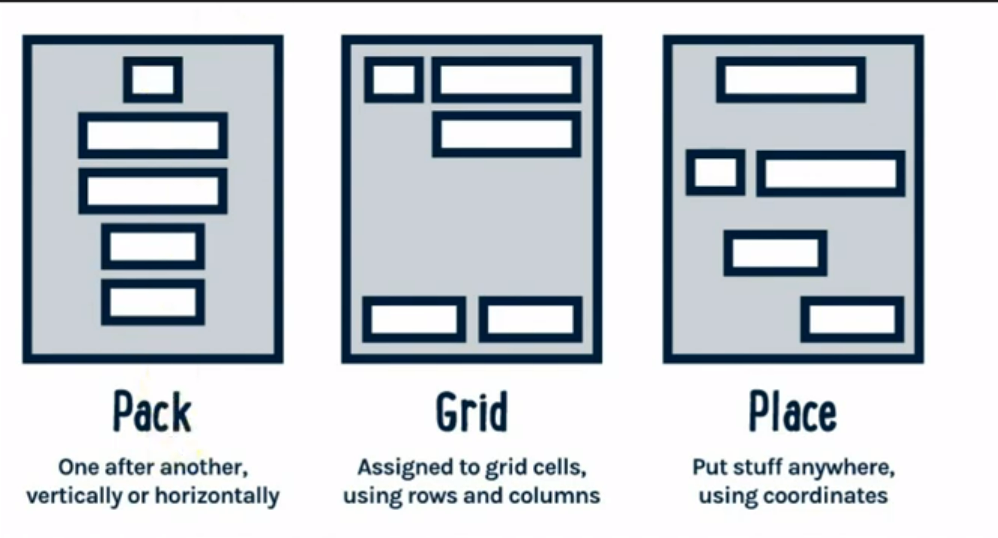 Pack
One after another,
vertically or horizontally
Grid
Assigned to grid cells,
using rows and columns
Place
Put stuff anywhere,
using coordinates